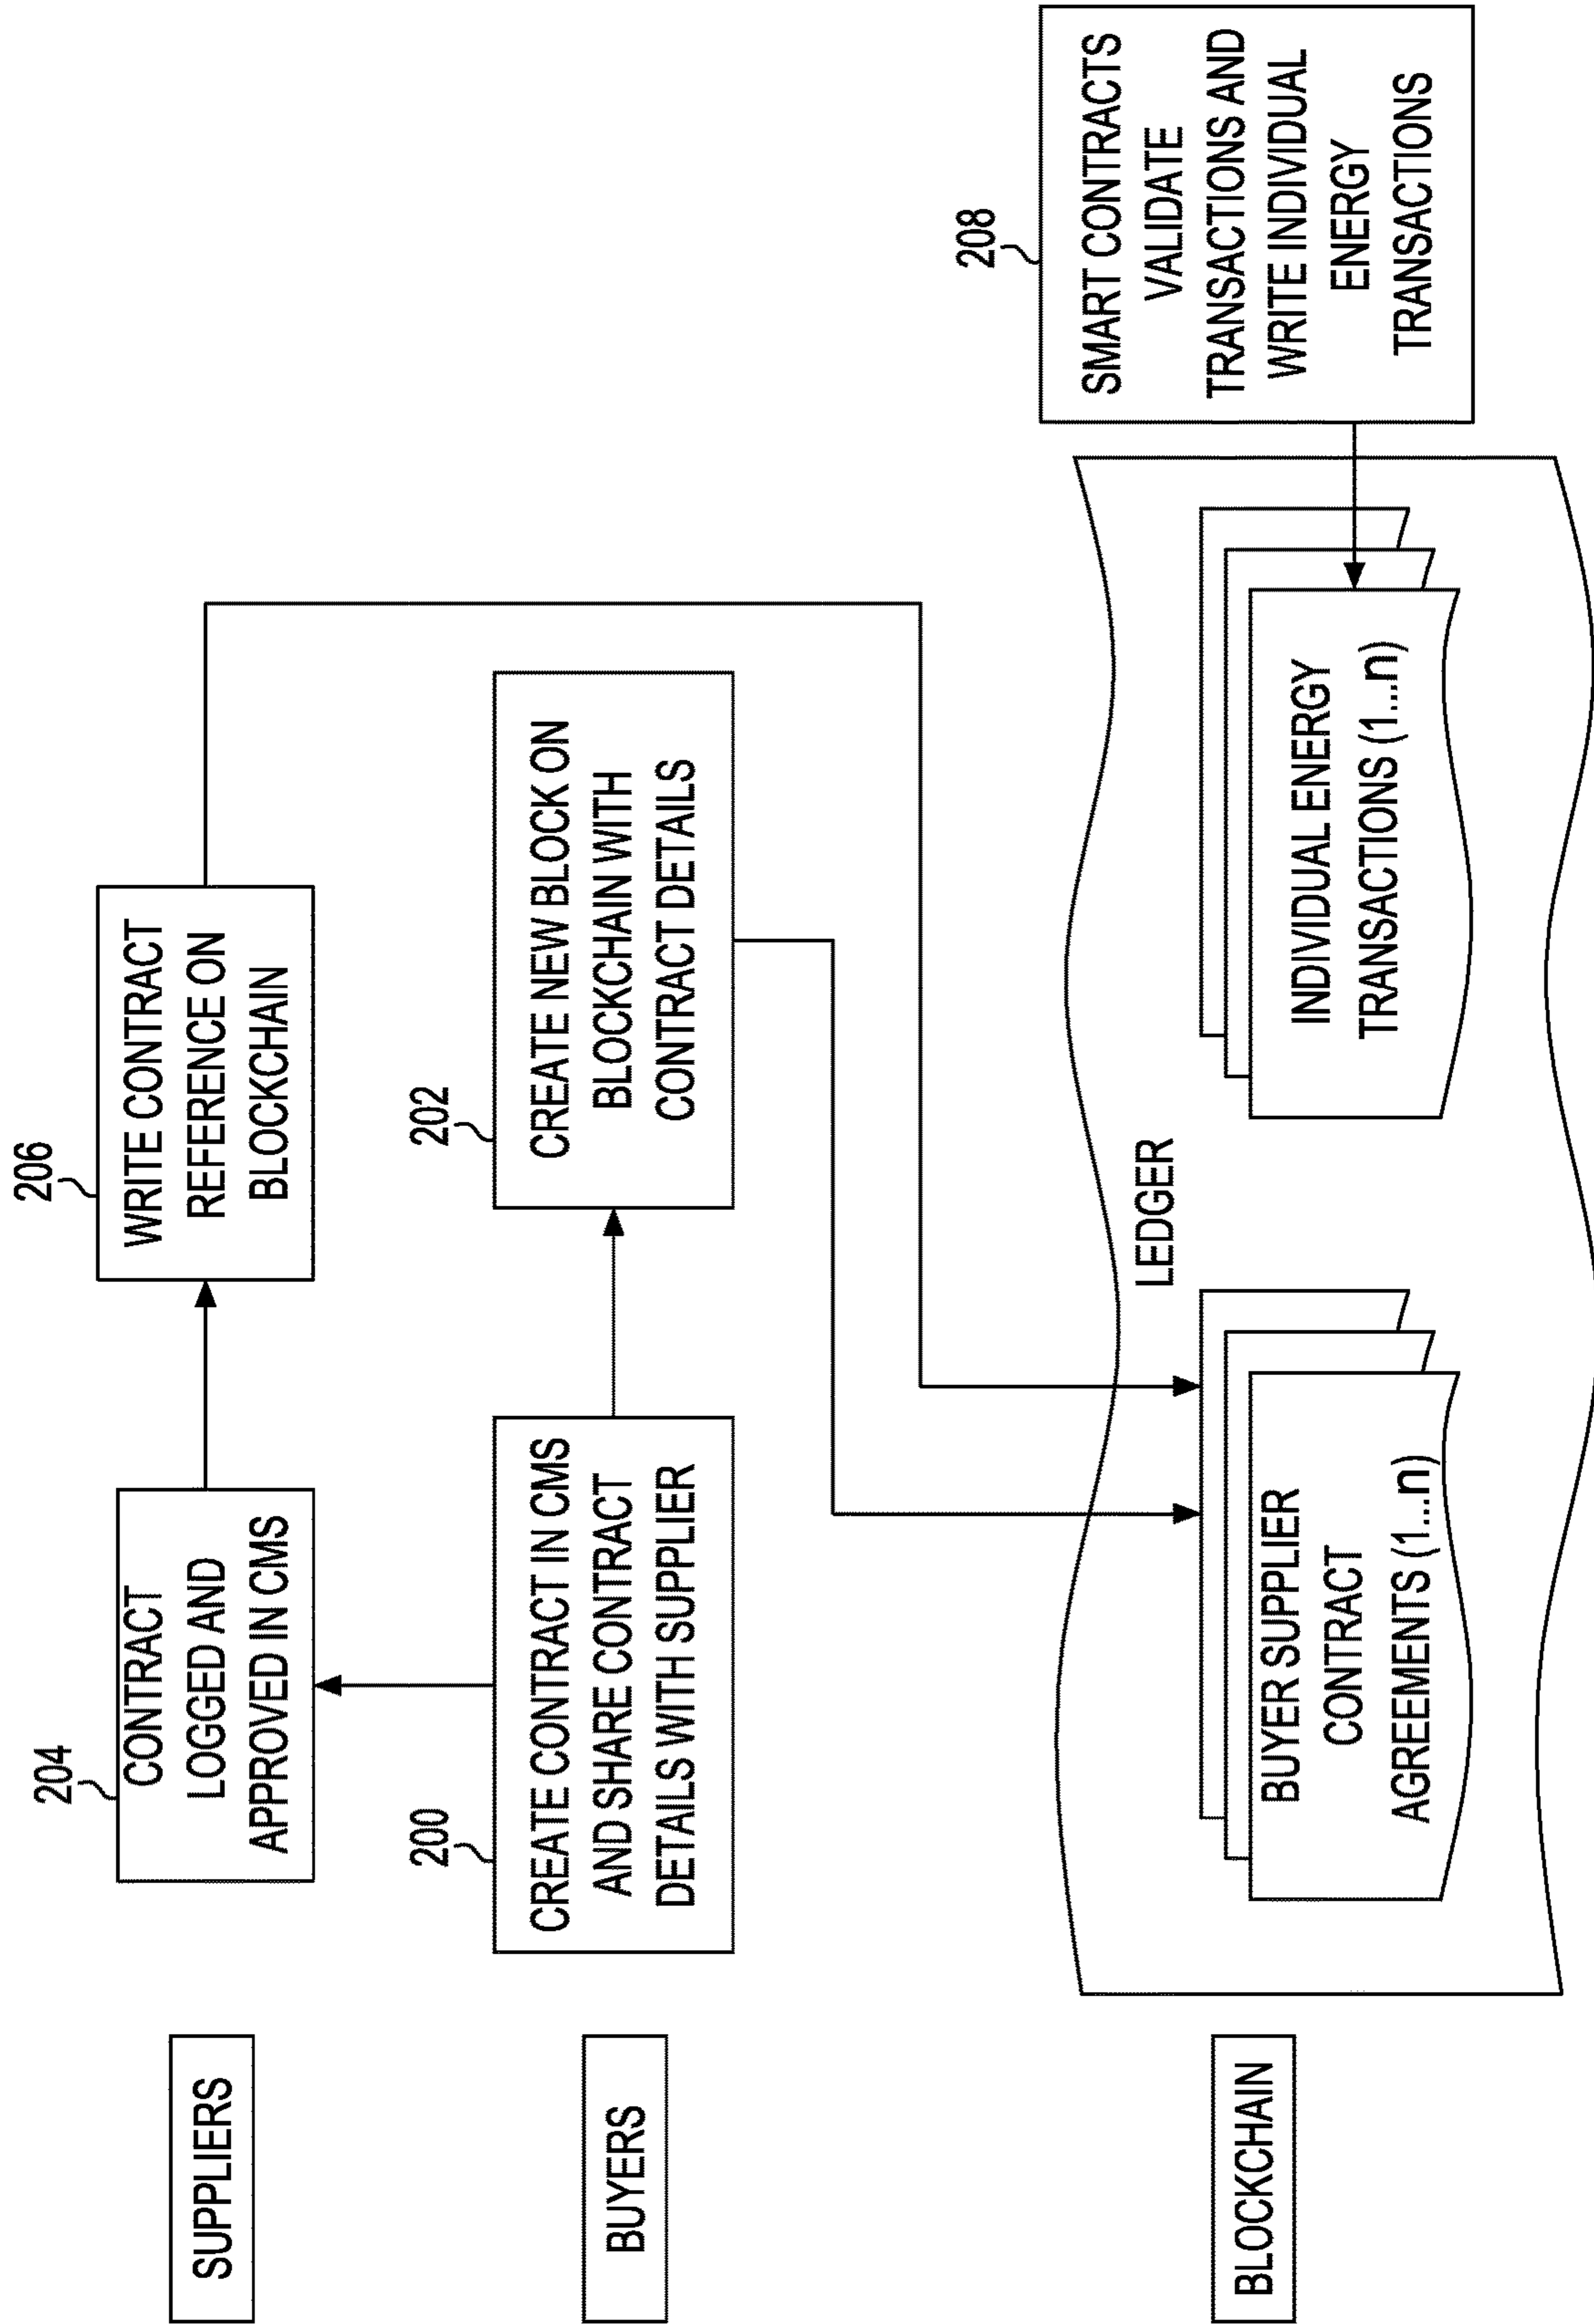 SUPPLIERS
204
CONTRACT
LOGGED AND
APPROVED IN CMS
206
WRITE CONTRACT
REFERENCE ON
BLOCKCHAIN
BUYERS
200
CREATE CONTRACT IN CMS
AND SHARE CONTRACT
DETAILS WITH SUPPLIER
202
CREATE NEW BLOCK ON
BLOCKCHAIN WITH
CONTRACT DETAILS
BLOCKCHAIN
LEDGER
BUYER SUPPLIER
CONTRACT
AGREEMENTS (1...n)
INDIVIDUAL ENERGY
TRANSACTIONS (1...n)
208
SMART CONTRACTS
VALIDATE
TRANSACTIONS AND
WRITE INDIVIDUAL
ENERGY
TRANSACTIONS